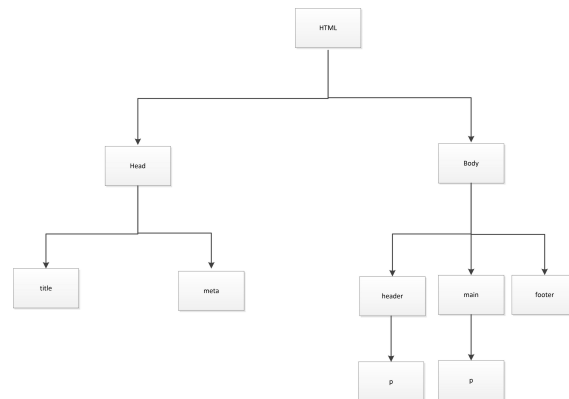 HTML
Head
Body
title
meta
header
main
footer
p
p